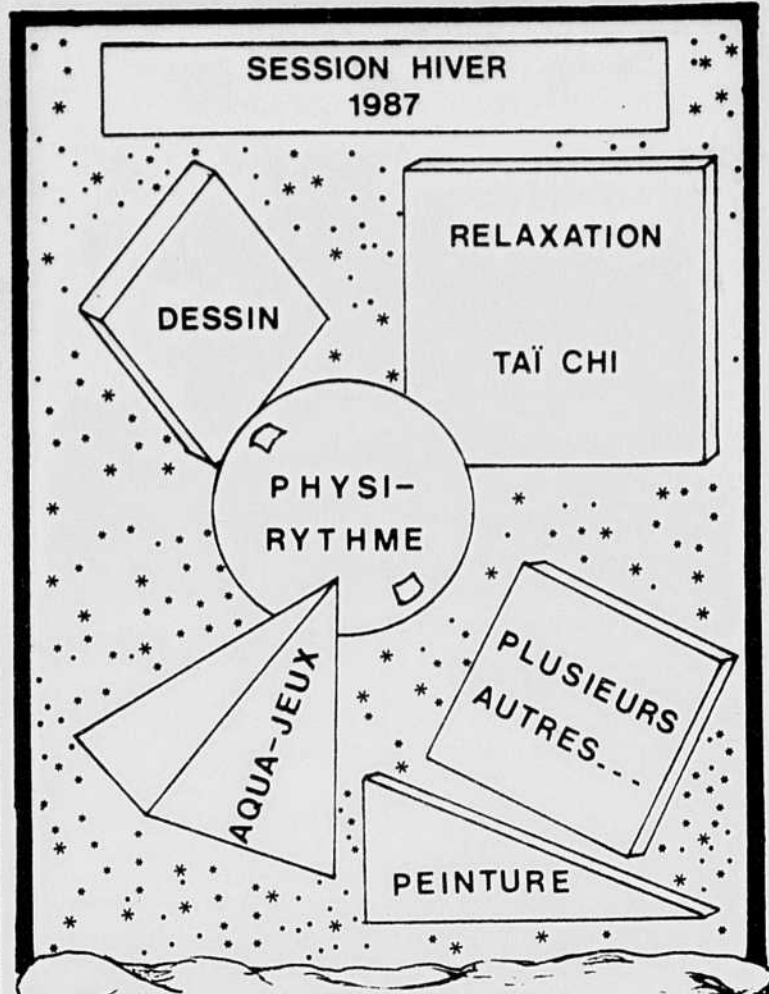 SESSION HIVER
1987
DESSIN
RELAXATION
TAÏ CHI
PHYSI-
RYTHME
AQUA-JEUX
PLUSIEURS
AUTRES...
PEINTURE